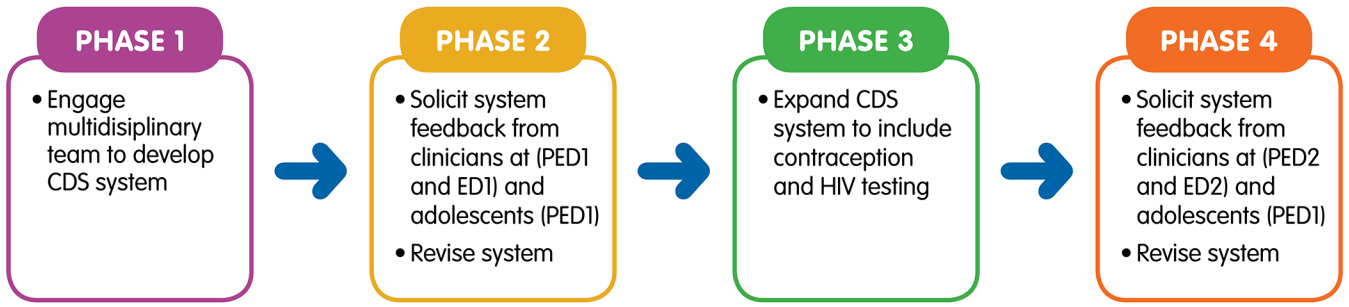 PHASE 1
• Engage
multidisiplinary
team to develop
CDS system
PHASE 2
• Solicit system
feedback from
clinicians at (PED1
and ED1) and
adolescents (PED1)
• Revise system
PHASE 3
• Expand CDS
system to include
contraception
and HIV testing
PHASE 4
• Solicit system
feedback from
clinicians at (PED2
and ED2) and
adolescents (PED1)
• Revise system